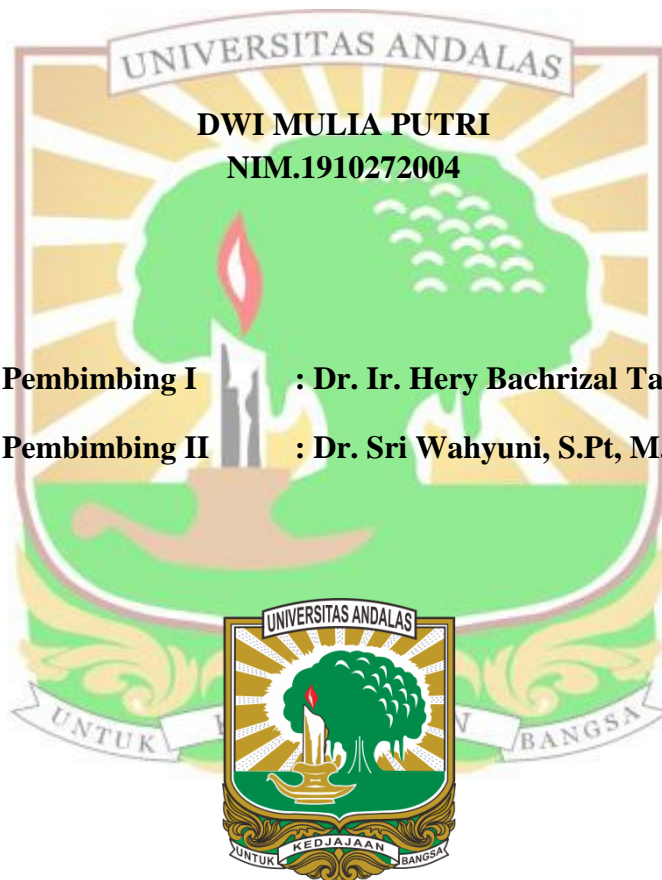 UNIVERSITAS ANDALAS
DWI MULIA PUTRI
NIM.1910272004
Pembimbing I : Dr. Ir. Hery Bachrizal Ta
Pembimbing II : Dr. Sri Wahyuni, S.Pt, M.
UNIVERSITAS ANDALAS
UNTUK BANGSA
UNTUK KEDJAJAAN BANGSA